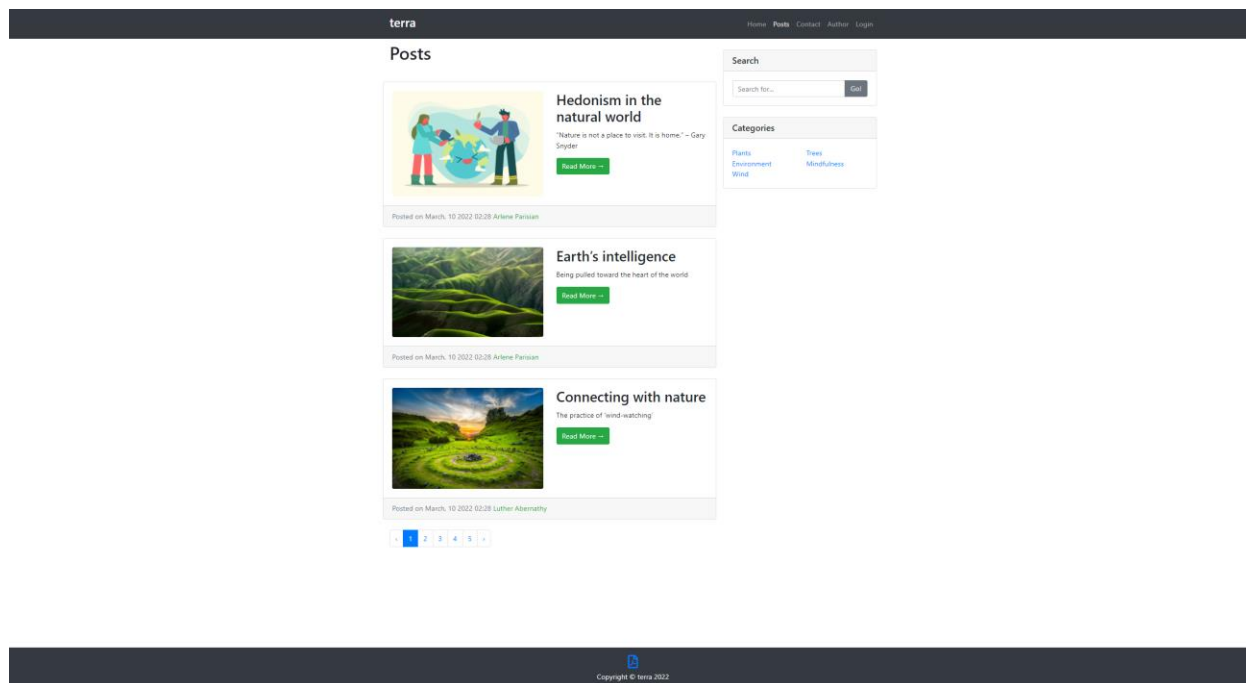 terra
Home Posts Contact Author Login
Posts
Hedonism in the
natural world
"Nature is not a place to visit. It is home." – Gary
Snyder
Read More →
Posted on March, 10 2022 02:28 Arlene Parisian
Earth's intelligence
Being pulled toward the heart of the world
Read More →
Posted on March, 10 2022 02:28 Arlene Parisian
Connecting with nature
The practice of 'wind-watching'
Read More →
Posted on March, 10 2022 02:28 Luther Abernathy
‹ 1 2 3 4 5 ›
Search
Search for...
Go!
Categories
Plants Trees
Environment Mindfulness
Wind
Copyright © terra 2022